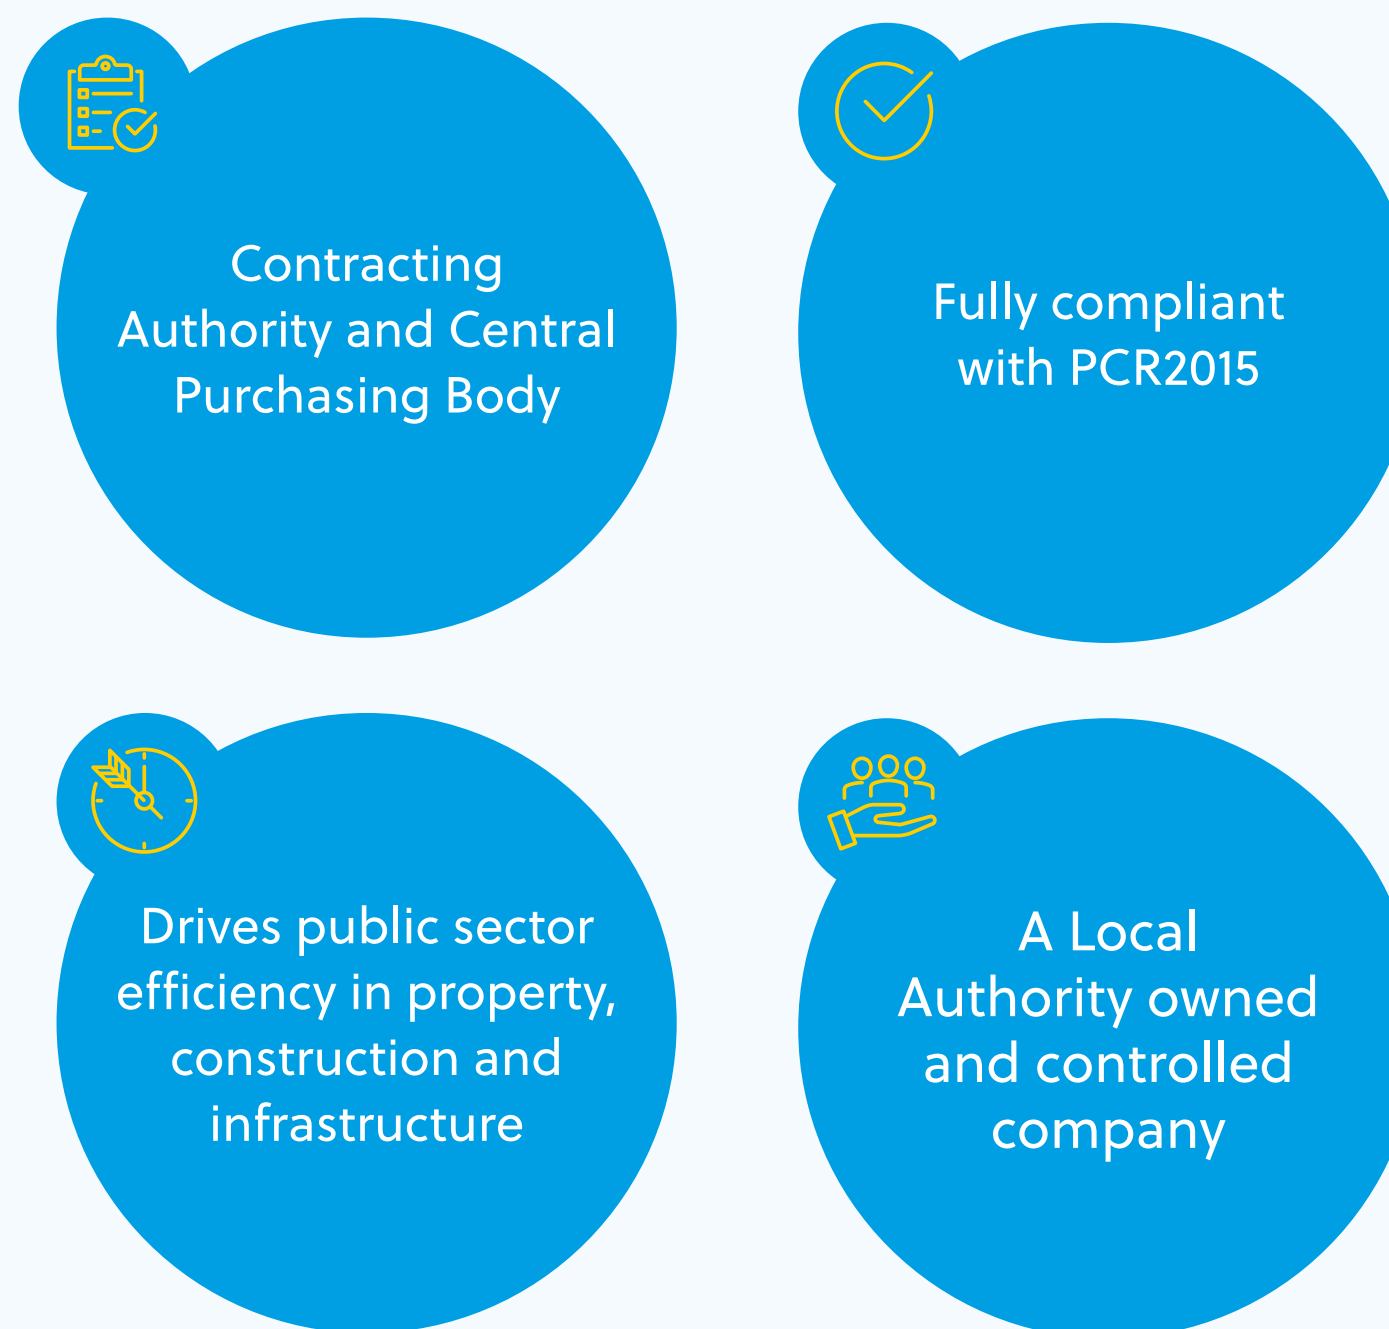 Contracting
Authority and Central
Purchasing Body
Fully compliant
with PCR2015
Drives public sector
efficiency in property,
construction and
infrastructure
A Local
Authority owned
and controlled
company